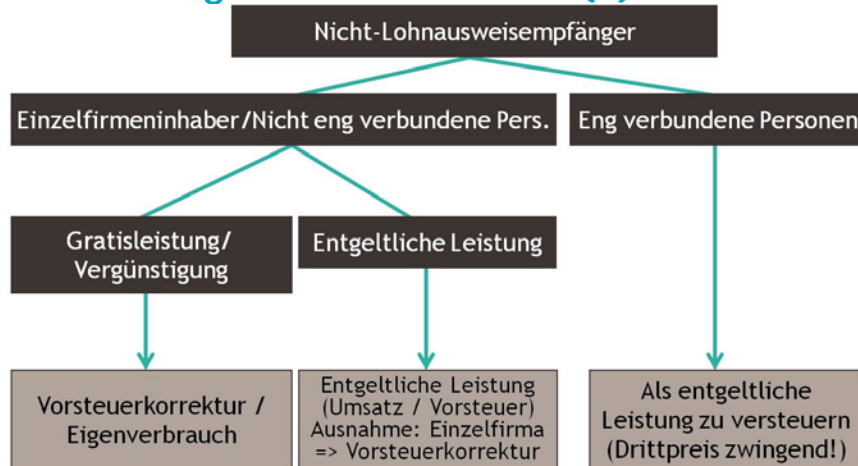 Nicht-Lohnausweisempfänger
Einzelfirmeninhaber/Nicht eng verbundene Pers.
Eng verbundene Personen
Gratisleistung/
Vergünstigung
Entgeltliche Leistung
Vorsteuerkorrektur /
Eigenverbrauch
Entgeltliche Leistung
(Umsatz / Vorsteuer)
Ausnahme: Einzelfirma
=> Vorsteuerkorrektur
Als entgeltliche
Leistung zu versteuern
(Drittpreis zwingend!)